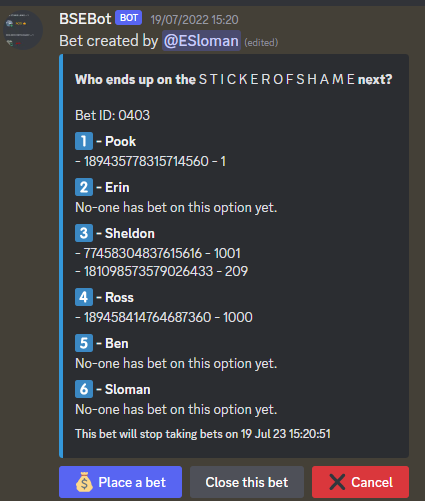 BSEBot BOT 19/07/2022 15:20
Bet created by @ESloman (edited)
Who ends up on the S T I C K E R O F S H A M E next?
Bet ID: 0403
1 - Pook
- 189435778315714560 - 1
2 - Erin
No-one has bet on this option yet.
3 - Sheldon
- 77458304837615616 - 1001
- 181098573579026433 - 209
4 - Ross
- 189458414764687360 - 1000
5 - Ben
No-one has bet on this option yet.
6 - Sloman
No-one has bet on this option yet.
This bet will stop taking bets on 19 Jul 23 15:20:51
Place a bet
Close this bet
Cancel